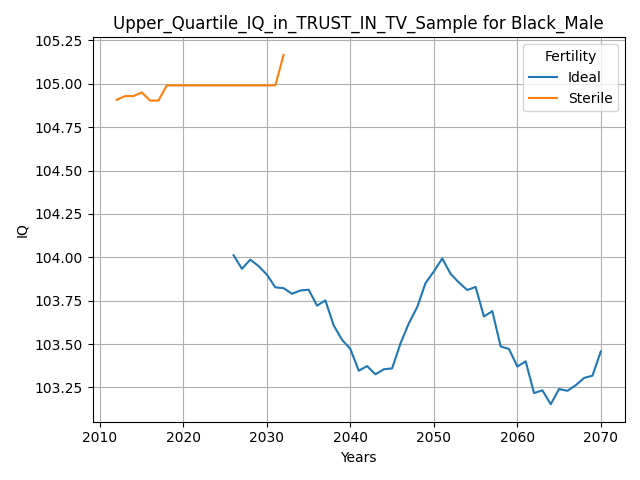 Upper_Quartile_IQ_in_TRUST_IN_TV_Sample for Black_Male
105.25
105.00
104.75
104.50
104.25
104.00
103.75
103.50
103.25
IQ
Fertility
Ideal
Sterile
2010 2020 2030 2040 2050 2060 2070
Years